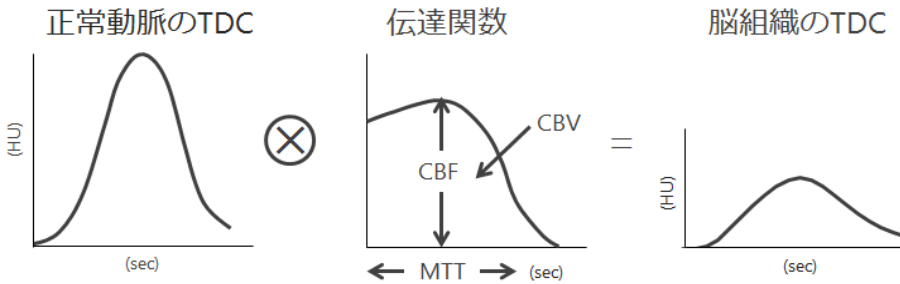 正常動脈のTDC
伝達関数
脳組織のTDC
(HU)
(sec)
CBF
CBV
MTT
(sec)
=
(HU)
(sec)